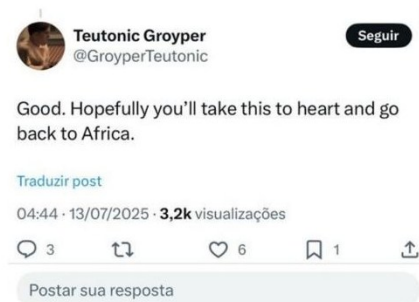 Teutonic Groyper
Seguir
@GroyperTeutonic
Good. Hopefully you’ll take this to heart and go
back to Africa.
Traduzir post
04:44 · 13/07/2025 · 3,2k visualizações
3 6 1
Postar sua resposta